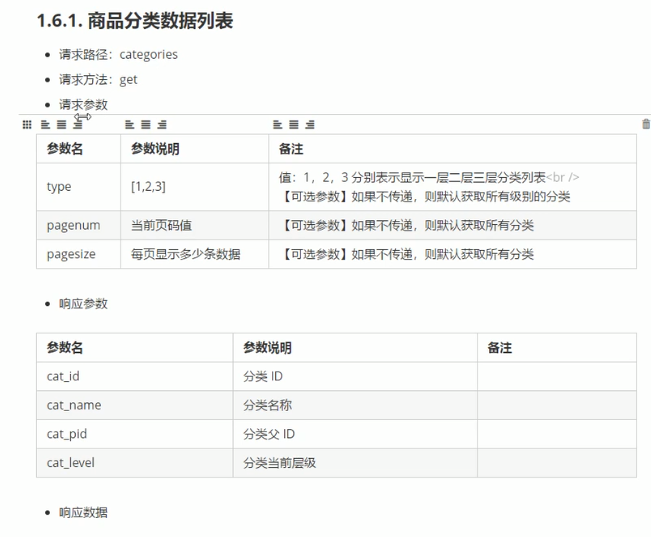 1.6.1. 商品分类数据列表
请求路径：categories
请求方法：get
请求参数
参数名 参数说明 备注
type [1,2,3] 值：1，2，3 分别表示显示一层二层三层分类列表<br />
【可选参数】如果不传递，则默认获取所有级别的分类
pagenum 当前页码值 【可选参数】如果不传递，则默认获取所有分类
pagesize 每页显示多少条数据 【可选参数】如果不传递，则默认获取所有分类
响应参数
参数名 参数说明 备注
cat_id 分类 ID
cat_name 分类名称
cat_pid 分类父 ID
cat_level 分类当前层级
响应数据